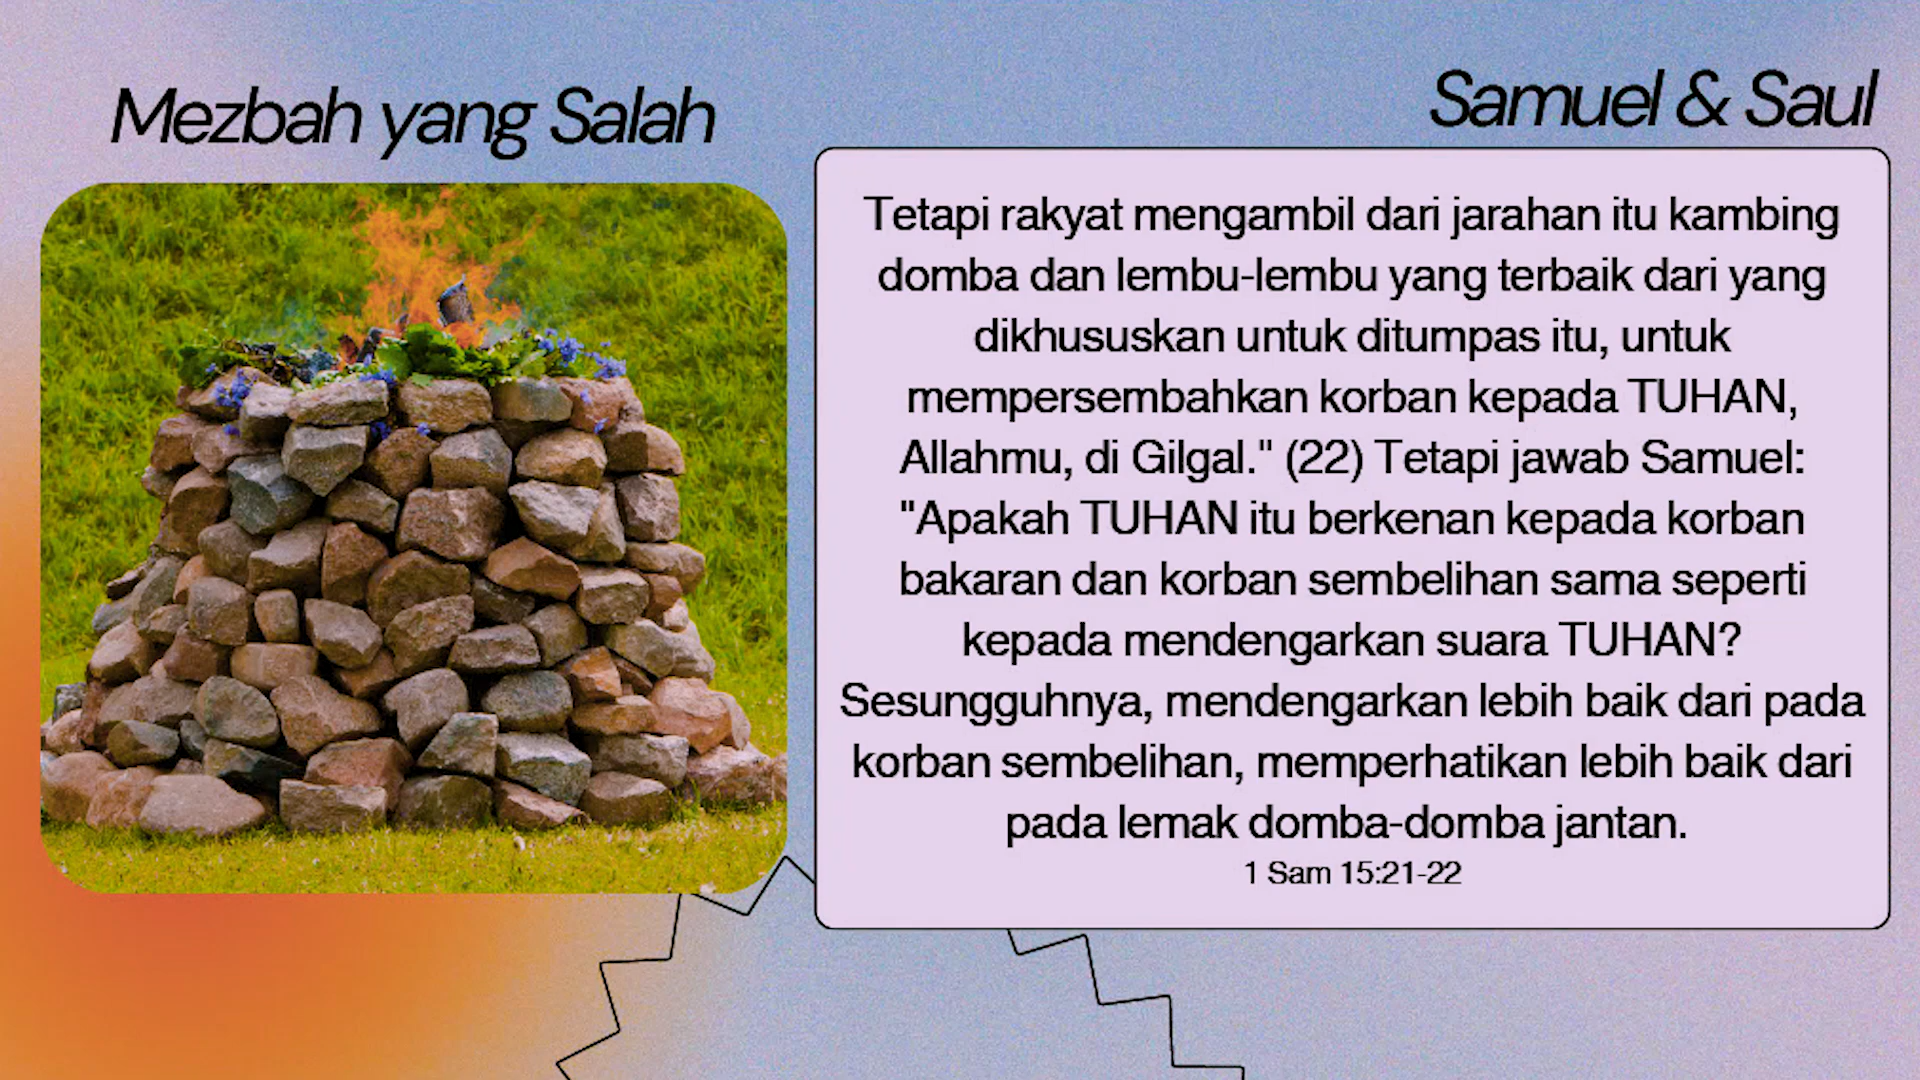 Mezbah yang Salah
Samuel & Saul
Tetapi rakyat mengambil dari jarahan itu kambing
domba dan lembu-lembu yang terbaik dari yang
dikhususkan untuk ditumpas itu, untuk
mempersembahkan korban kepada TUHAN,
Allahmu, di Gilgal." (22) Tetapi jawab Samuel:
"Apakah TUHAN itu berkenan kepada korban
bakaran dan korban sembelihan sama seperti
kepada mendengarkan suara TUHAN?
Sesungguhnya, mendengarkan lebih baik dari pada
korban sembelihan, memperhatikan lebih baik dari
pada lemak domba-domba jantan.
1 Sam 15:21-22